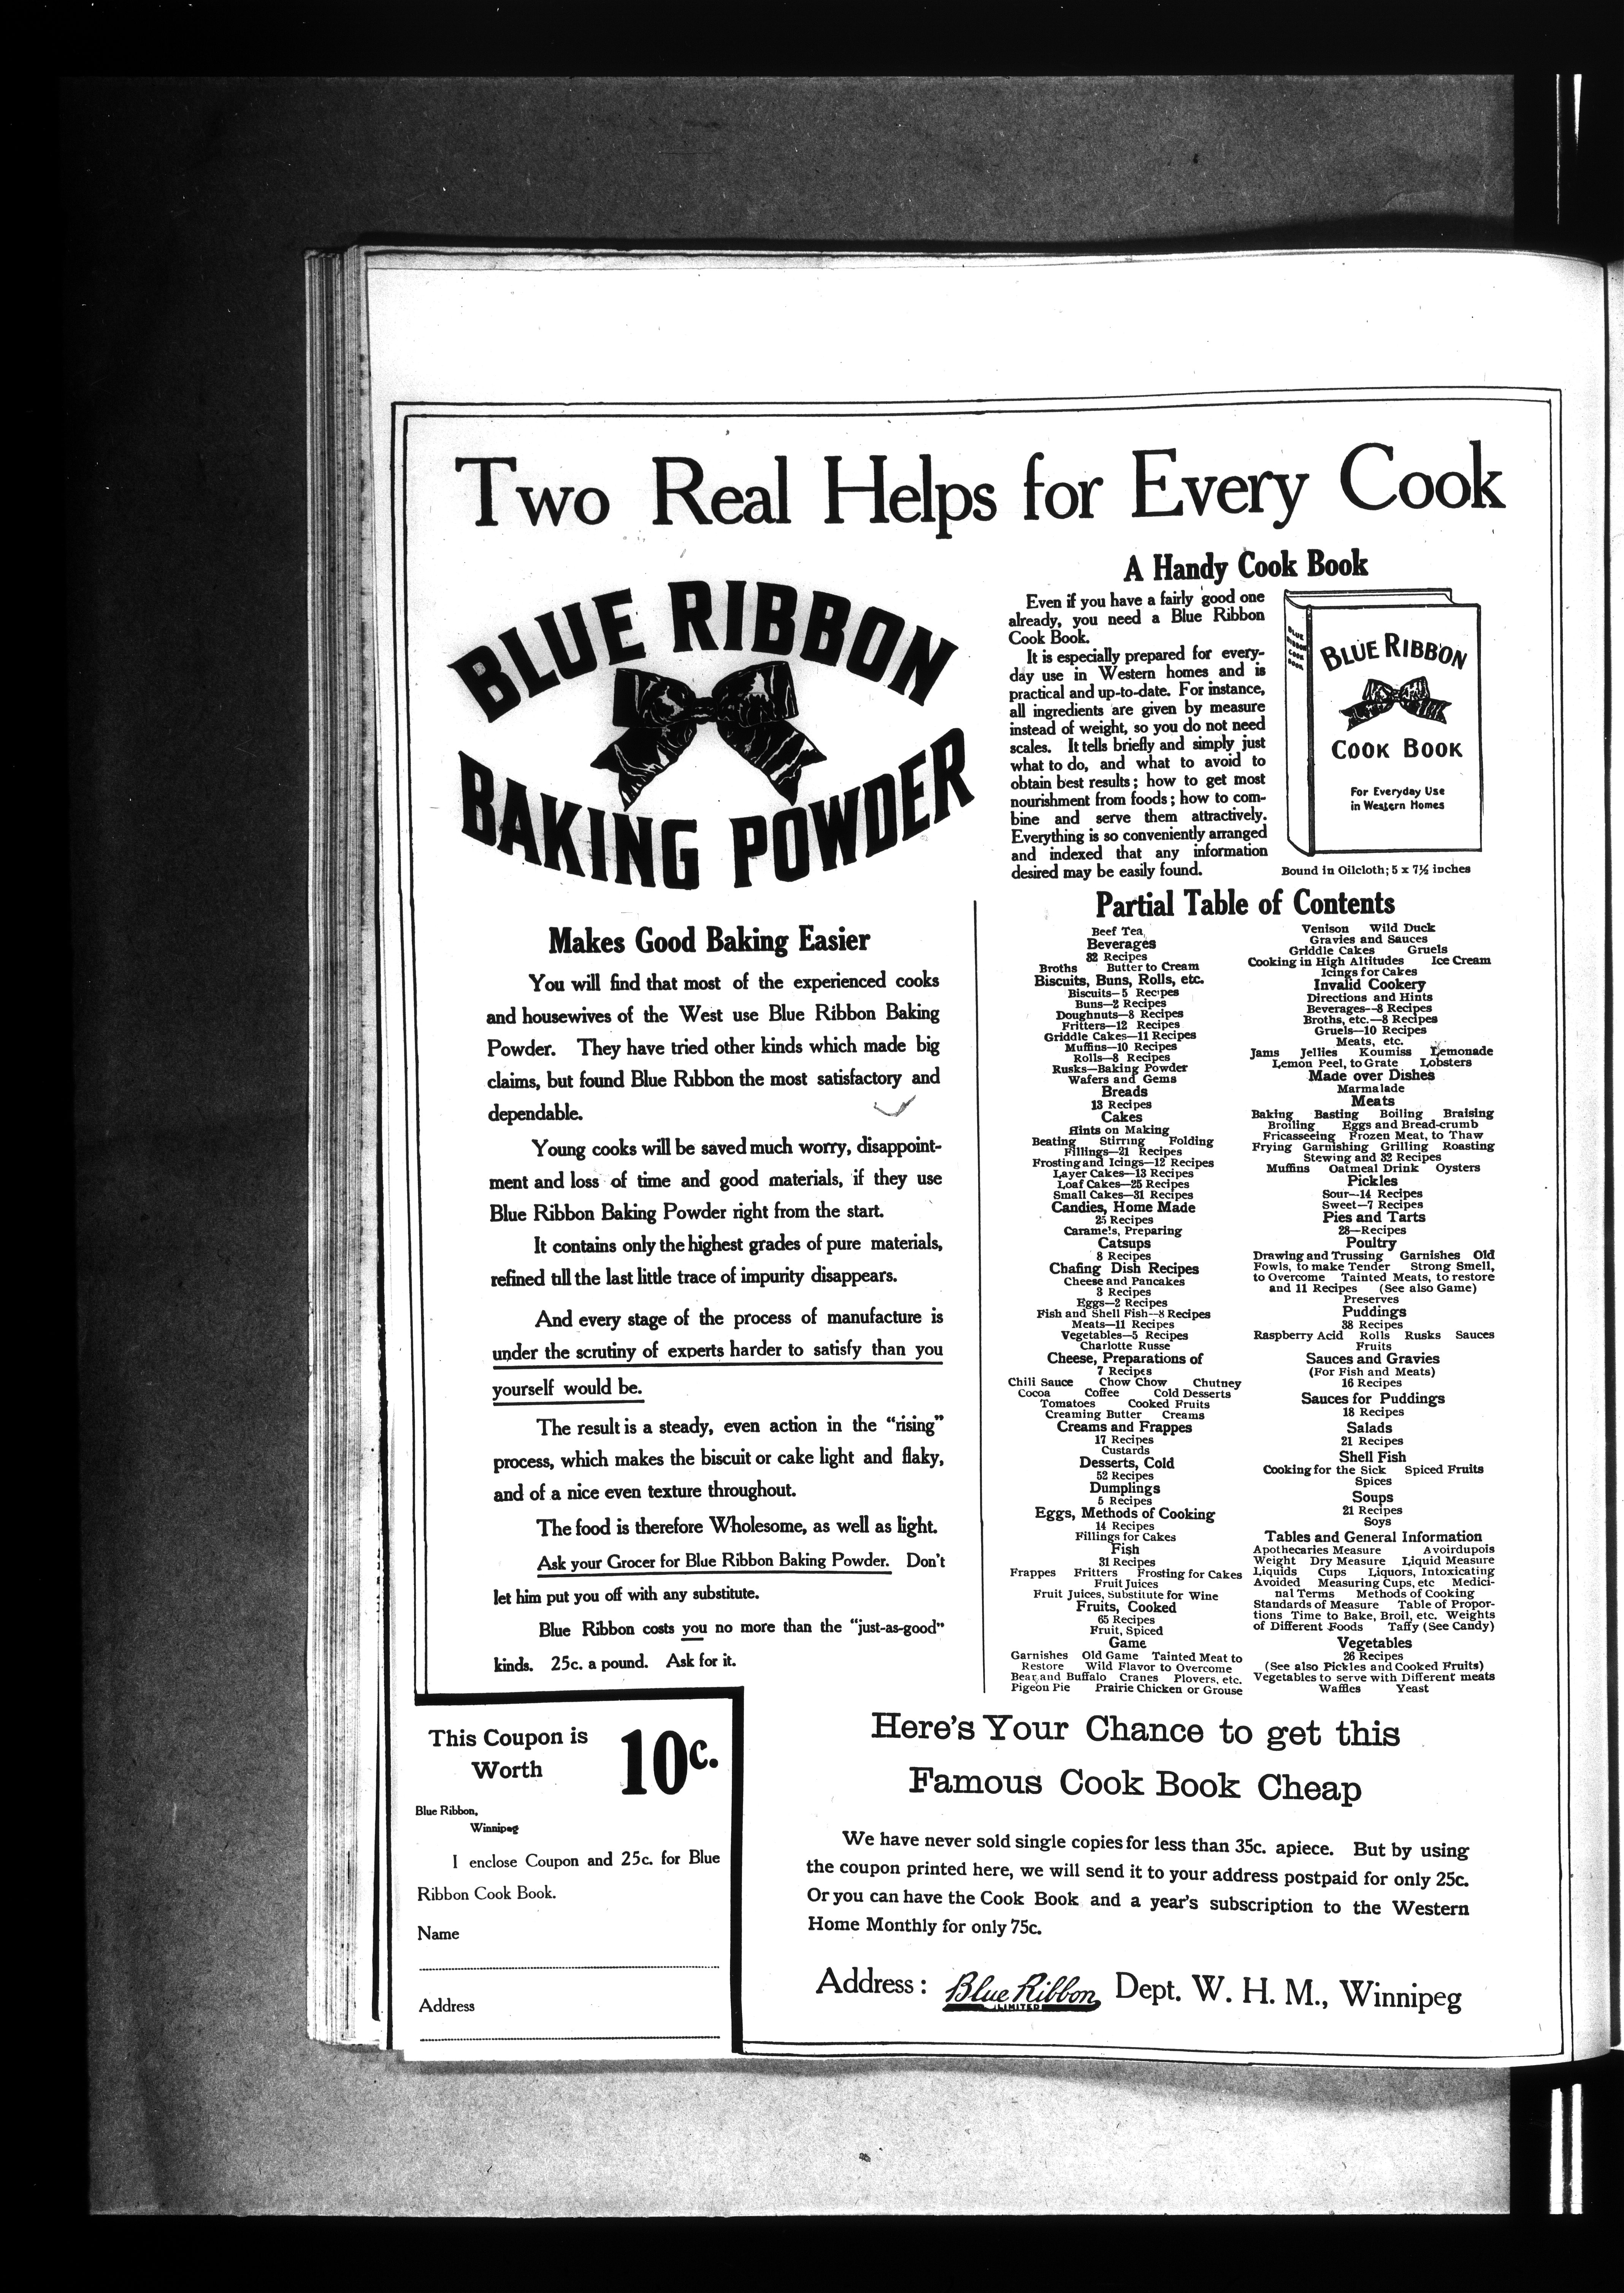 Two Real Helps for Every Cook
BLUE RIBBON
BAKING POWDER
Makes Good Baking Easier
You will find that most of the experienced cooks
and housewives of the West use Blue Ribbon Baking
Powder. They have tried other kinds which made big
claims, but found Blue Ribbon the most satisfactory and
dependable.
Young cooks will be saved much worry, disappoint-
ment and loss of time and good materials, if they use
Blue Ribbon Baking Powder right from the start.
It contains only the highest grades of pure materials,
refined till the last little trace of impurity disappears.
And every stage of the process of manufacture is
under the scrutiny of experts harder to satisfy than you
yourself would be.
The result is a steady, even action in the "rising"
process, which makes the biscuit or cake light and flaky,
and of a nice even texture throughout.
The food is therefore Wholesome, as well as light.
Ask your Grocer for Blue Ribbon Baking Powder. Don't
let him put you off with any substitute.
Blue Ribbon costs you no more than the "just-as-good"
kinds. 25c. a pound. Ask for it.
A Handy Cook Book
Even if you have a fairly good one
already, you need a Blue Ribbon
Cook Book.
It is especially prepared for every-
day use in Western homes and is
practical and up-to-date. For instance,
all ingredients are given by measure
instead of weight, so you do not need
scales. It tells briefly and simply just
what to do, and what to avoid to
obtain best results; how to get most
nourishment from foods; how to com-
bine and serve them attractively.
Everything is so conveniently arranged
and indexed that any information
desired may be easily found.
BLUE
RIBBON
COOK
BOOK
BLUE RIBBON
COOK BOOK
For Everyday Use
in Western Homes
Bound in Oilcloth; 5 x 7½ inches
Partial Table of Contents
Beef Tea
Beverages
32 Recipes
Broths Butter to Cream
Biscuits, Buns, Rolls, etc.
Biscuits—5 Recipes
Buns—2 Recipes
Doughnuts—8 Recipes
Fritters—12 Recipes
Griddle Cakes—11 Recipes
Muffins—10 Recipes
Rolls—8 Recipes
Rusks—Baking Powder
Wafers and Gems
Breads
13 Recipes
Cakes
Hints on Making
Beating Stirring Folding
Fillings—21 Recipes
Frosting and Icings—12 Recipes
Layer Cakes—13 Recipes
Loaf Cakes—25 Recipes
Small Cakes—31 Recipes
Candies, Home Made
25 Recipes
Caramels, Preparing
Catsups
8 Recipes
Chafing Dish Recipes
Cheese and Pancakes
3 Recipes
Eggs—2 Recipes
Fish and Shell Fish—8 Recipes
Meats—11 Recipes
Vegetables—5 Recipes
Charlotte Russe
Cheese, Preparations of
7 Recipes
Chili Sauce Chow Chow Chutney
Cocoa Coffee Cold Desserts
Tomatoes Cooked Fruits
Creaming Butter Creams
Creams and Frappes
17 Recipes
Custards
Desserts, Cold
52 Recipes
Dumplings
5 Recipes
Eggs, Methods of Cooking
14 Recipes
Fillings for Cakes
Fish
31 Recipes
Frappes Fritters Frosting for Cakes
Fruit Juices
Fruit Juices, Substitute for Wine
Fruits, Cooked
65 Recipes
Fruit, Spiced
Game
Garnishes Old Game Tainted Meat to
Restore Wild Flavor to Overcome
Bear and Buffalo Cranes Plovers, etc.
Pigeon Pie Prairie Chicken or Grouse
Venison Wild Duck
Gravies and Sauces
Griddle Cakes Gruels
Cooking in High Altitudes Ice Cream
Icings for Cakes
Invalid Cookery
Directions and Hints
Beverages—8 Recipes
Broths, etc.—8 Recipes
Gruels—10 Recipes
Meats, etc.
Jams Jellies Koumiss Lemonade
Lemon Peel, to Grate Lobsters
Made over Dishes
Marmalade
Meats
Baking Basting Boiling Braising
Broiling Eggs and Bread-crumb
Fricasseeing Frozen Meat, to Thaw
Frying Garnishing Grilling Roasting
Stewing and 32 Recipes
Muffins Oatmeal Drink Oysters
Pickles
Sour—14 Recipes
Sweet—7 Recipes
Pies and Tarts
28—Recipes
Poultry
Drawing and Trussing Garnishes Old
Fowls, to make Tender Strong Smell,
to Overcome Tainted Meats, to restore
and 11 Recipes (See also Game)
Preserves
Puddings
38 Recipes
Raspberry Acid Rolls Rusks Sauces
Fruits
Sauces and Gravies
(For Fish and Meats)
16 Recipes
Sauces for Puddings
18 Recipes
Salads
21 Recipes
Shell Fish
Cooking for the Sick Spiced Fruits
Spices
Soups
21 Recipes
Soys
Tables and General Information
Apothecaries Measure Avoirdupois
Weight Dry Measure Liquid Measure
Liquids Cups Liquors, Intoxicating
Avoided Measuring Cups, etc Medici-
nal Terms Methods of Cooking
Standards of Measure Table of Propor-
tions Time to Bake, Broil, etc. Weights
of Different Foods Taffy (See Candy)
Vegetables
26 Recipes
(See also Pickles and Cooked Fruits)
Vegetables to serve with Different meats
Waffles Yeast
This Coupon is
Worth
10c.
Blue Ribbon,
Winnipeg
I enclose Coupon and 25c. for Blue
Ribbon Cook Book.
Name
Address
Here's Your Chance to get this
Famous Cook Book Cheap
We have never sold single copies for less than 35c. apiece. But by using
the coupon printed here, we will send it to your address postpaid for only 25c.
Or you can have the Cook Book and a year's subscription to the Western
Home Monthly for only 75c.
Address: Blue Ribbon LIMITED Dept. W. H. M., Winnipeg